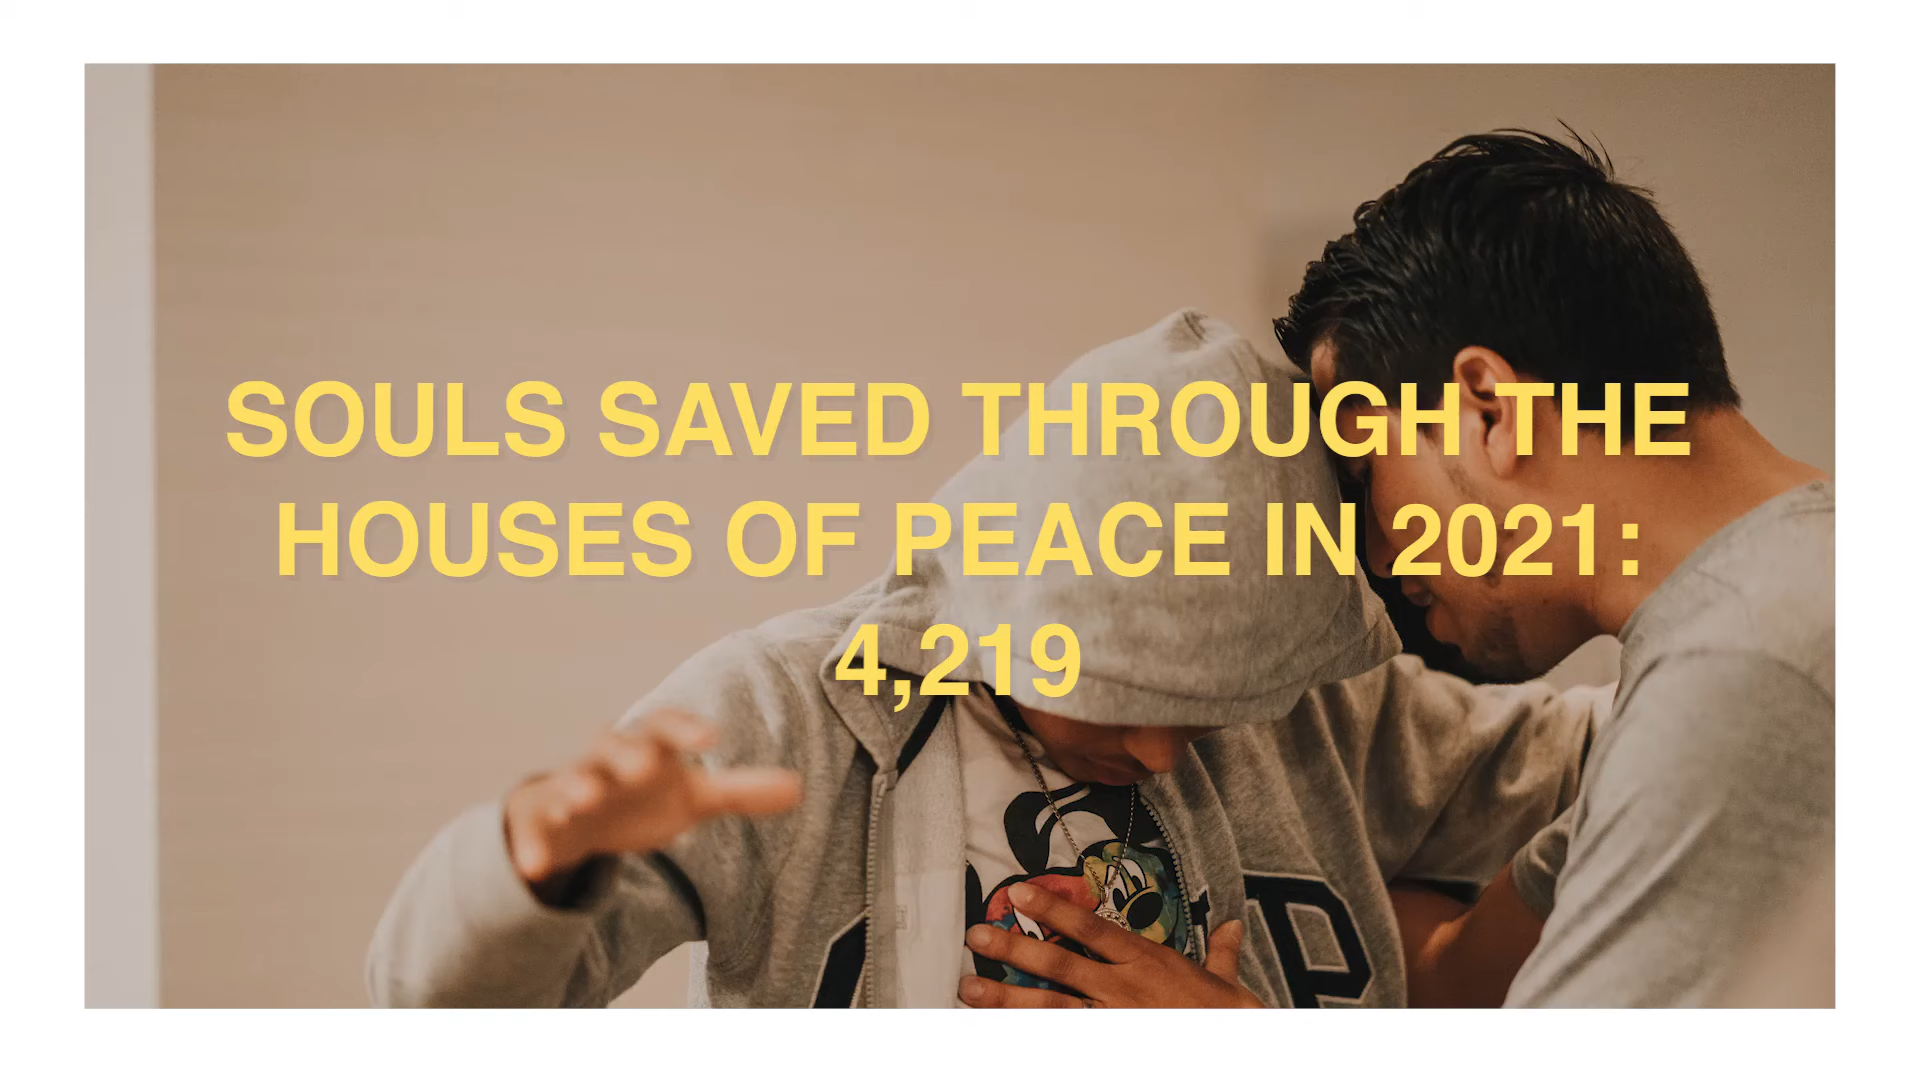 SOULS SAVED THROUGH THE
HOUSES OF PEACE IN 2021:
4,219
P